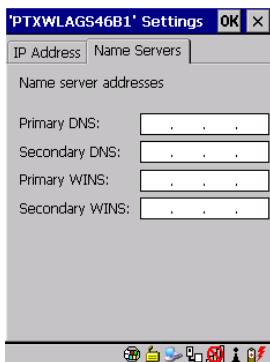 'PTXWLAGS46B1' Settings OK ×
IP Address Name Servers
Name server addresses
Primary DNS: . . .
Secondary DNS: . . .
Primary WINS: . . .
Secondary WINS: . . .